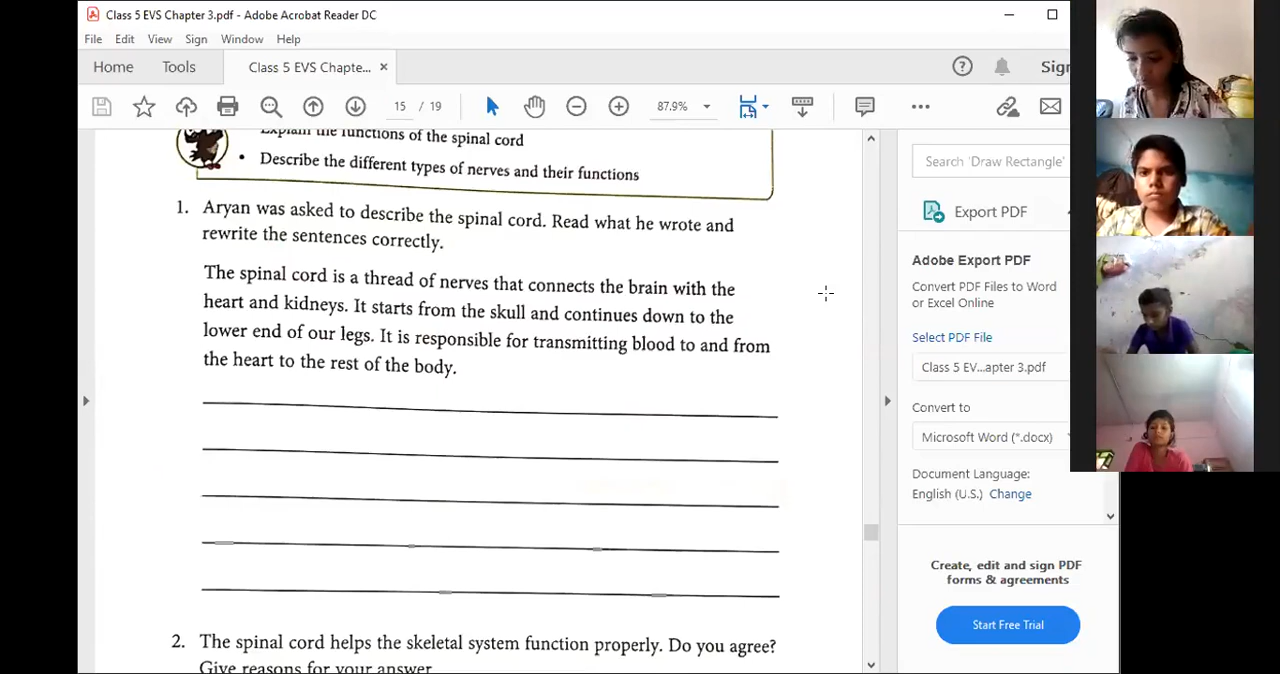 Class 5 EVS Chapter 3.pdf - Adobe Acrobat Reader DC
File Edit View Sign Window Help
Home Tools Class 5 EVS Chapte... × Sign
15 / 19 87.9%
Explain the functions of the spinal cord
• Describe the different types of nerves and their functions
1. Aryan was asked to describe the spinal cord. Read what he wrote and
rewrite the sentences correctly.
The spinal cord is a thread of nerves that connects the brain with the
heart and kidneys. It starts from the skull and continues down to the
lower end of our legs. It is responsible for transmitting blood to and from
the heart to the rest of the body.
2. The spinal cord helps the skeletal system function properly. Do you agree?
Give reasons for your answer
Search 'Draw Rectangle'
Export PDF
Adobe Export PDF
Convert PDF Files to Word
or Excel Online
Select PDF File
Class 5 EV...apter 3.pdf
Convert to
Microsoft Word (*.docx)
Document Language:
English (U.S.) Change
Create, edit and sign PDF
forms & agreements
Start Free Trial